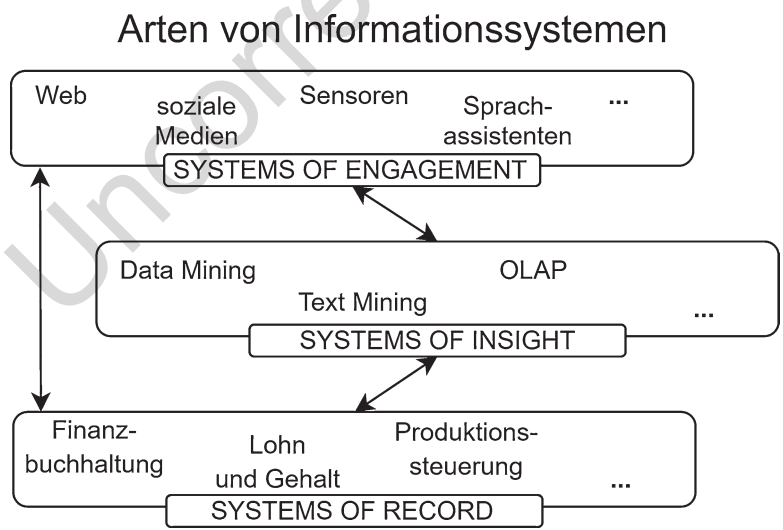 Arten von Informationssystemen
Web
soziale
Medien
Sensoren
Sprach-
assistenten
...
SYSTEMS OF ENGAGEMENT
Data Mining
Text Mining
OLAP
...
SYSTEMS OF INSIGHT
Finanz-
buchhaltung
Lohn
und Gehalt
Produktions-
steuerung
...
SYSTEMS OF RECORD
Uncorre